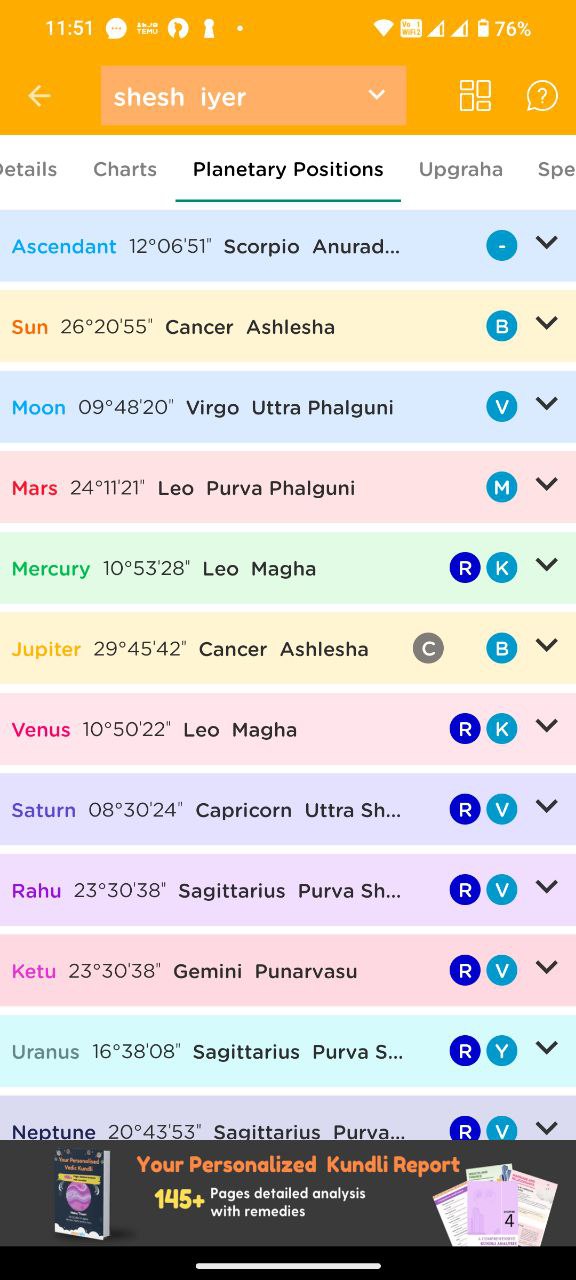 11:51 76%
shesh iyer
Details Charts Planetary Positions Upgraha Spe
Ascendant 12°06'51" Scorpio Anurad... -
Sun 26°20'55" Cancer Ashlesha B
Moon 09°48'20" Virgo Uttra Phalguni V
Mars 24°11'21" Leo Purva Phalguni M
Mercury 10°53'28" Leo Magha R K
Jupiter 29°45'42" Cancer Ashlesha C B
Venus 10°50'22" Leo Magha R K
Saturn 08°30'24" Capricorn Uttra Sh... R V
Rahu 23°30'38" Sagittarius Purva Sh... R V
Ketu 23°30'38" Gemini Punarvasu R V
Uranus 16°38'08" Sagittarius Purva S... R Y
Neptune 20°43'53" Sagittarius Purva... R V
Your Personalised
Vedic Kundli
Your Personalized Kundli Report
145+ Pages detailed analysis
with remedies
4